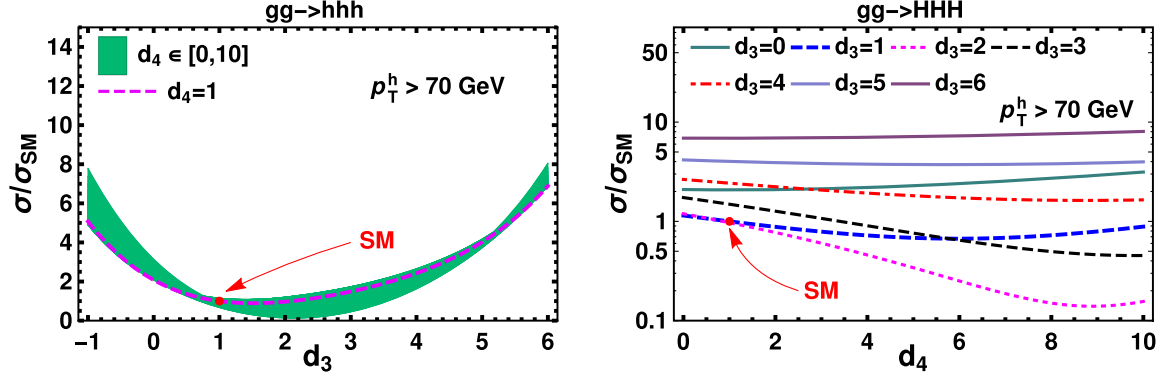 gg->hhh
14
12
10
8
6
4
2
0
σ/σSM
d4 ∈ [0,10]
d4=1
pTh > 70 GeV
SM
−1 0 1 2 3 4 5 6
d3
gg->HHH
50
10
5
1
0.5
0.1
σ/σSM
d3=0 d3=1 d3=2 d3=3
d3=4 d3=5 d3=6
pTh > 70 GeV
SM
0 2 4 6 8 10
d4